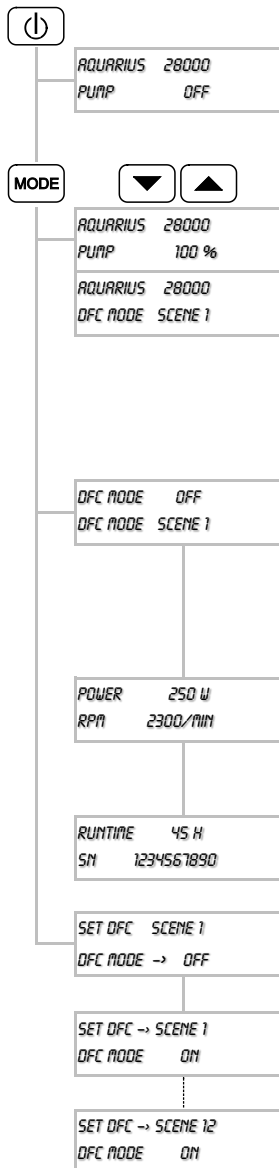 AQUARIUS 28000
PUMP OFF
MODE
AQUARIUS 28000
PUMP 100 %
AQUARIUS 28000
DFC MODE SCENE 1
DFC MODE OFF
DFC MODE SCENE 1
POWER 250 W
RPM 2300/MIN
RUNTIME 45 H
SN 1234567890
SET DFC SCENE 1
DFC MODE -> OFF
SET DFC -> SCENE 1
DFC MODE ON
SET DFC -> SCENE 12
DFC MODE ON